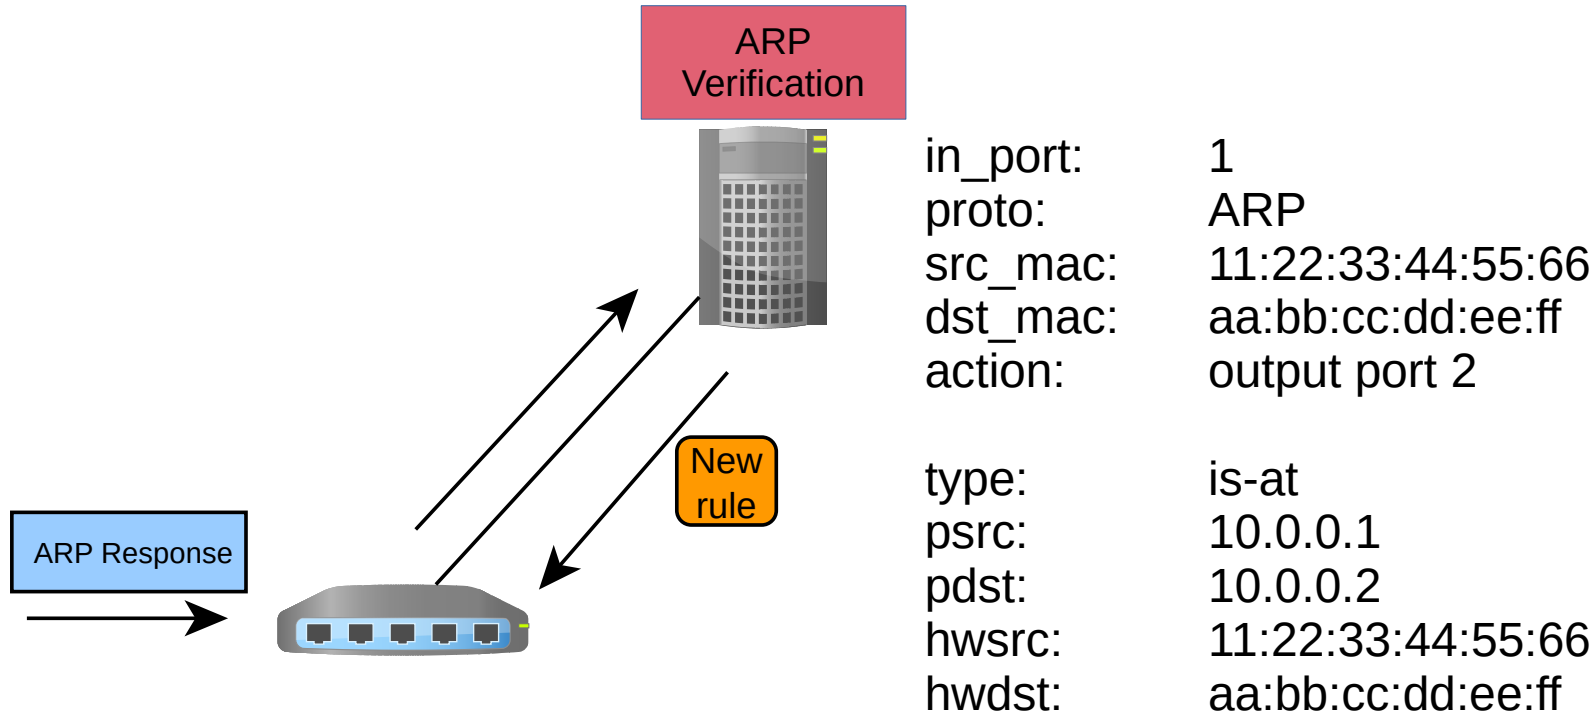 ARP
Verification
in_port: 1
proto: ARP
src_mac: 11:22:33:44:55:66
dst_mac: aa:bb:cc:dd:ee:ff
action: output port 2
New
rule
type: is-at
psrc: 10.0.0.1
pdst: 10.0.0.2
hwsrc: 11:22:33:44:55:66
hwdst: aa:bb:cc:dd:ee:ff
ARP Response